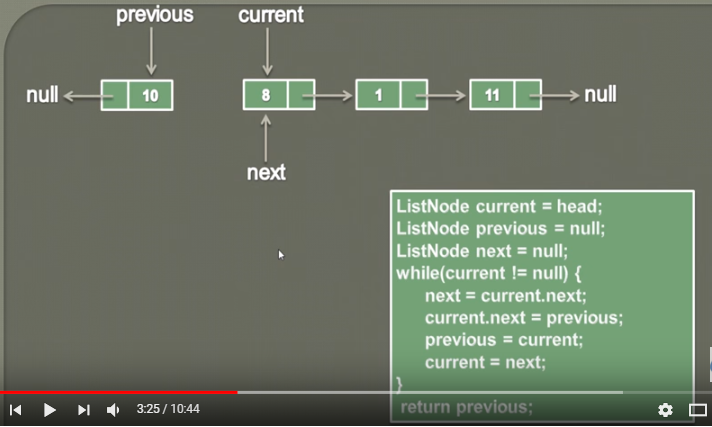 previous current
null 10 8 1 11 null
next
ListNode current = head;
ListNode previous = null;
ListNode next = null;
while(current != null) {
next = current.next;
current.next = previous;
previous = current;
current = next;
}
return previous;
3:25 / 10:44